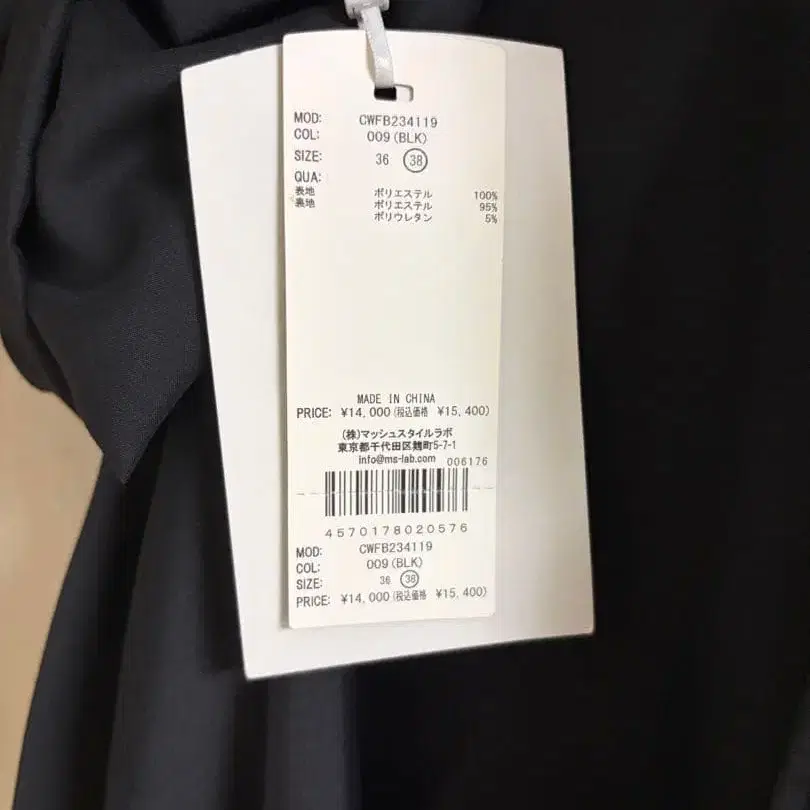 MOD: CWFB234119
COL: 009(BLK)
SIZE: 36 38
QUA:
表地 ポリエステル 100%
裏地 ポリエステル 95%
ポリウレタン 5%
MADE IN CHINA
PRICE: ¥14,000(税込価格 ¥15,400)
(株)マッシュスタイルラボ
東京都千代田区麹町5-7-1
info@ms-lab.com 006176
4570178020576
MOD: CWFB234119
COL: 009(BLK)
SIZE: 36 38
PRICE: ¥14,000(税込価格 ¥15,400)